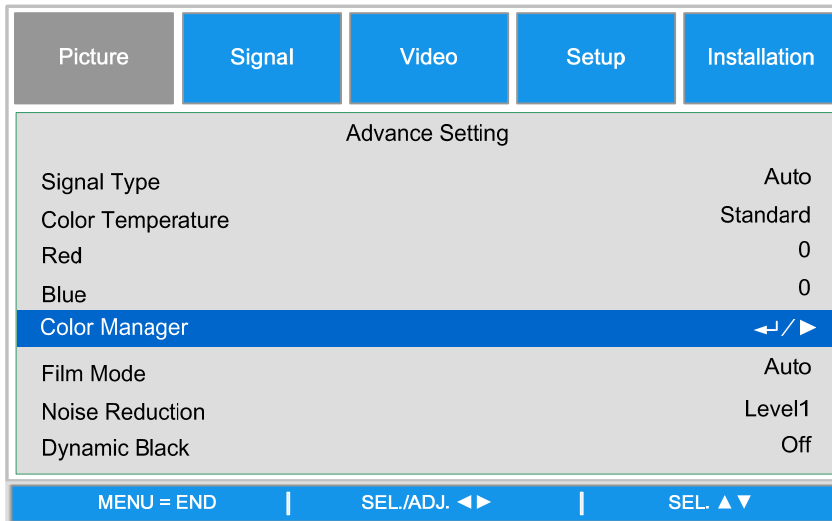 Picture Signal Video Setup Installation
Advance Setting
Signal Type Auto
Color Temperature Standard
Red 0
Blue 0
Color Manager ↵/▶
Film Mode Auto
Noise Reduction Level1
Dynamic Black Off
MENU = END | SEL./ADJ. ◀▶ | SEL. ▲▼